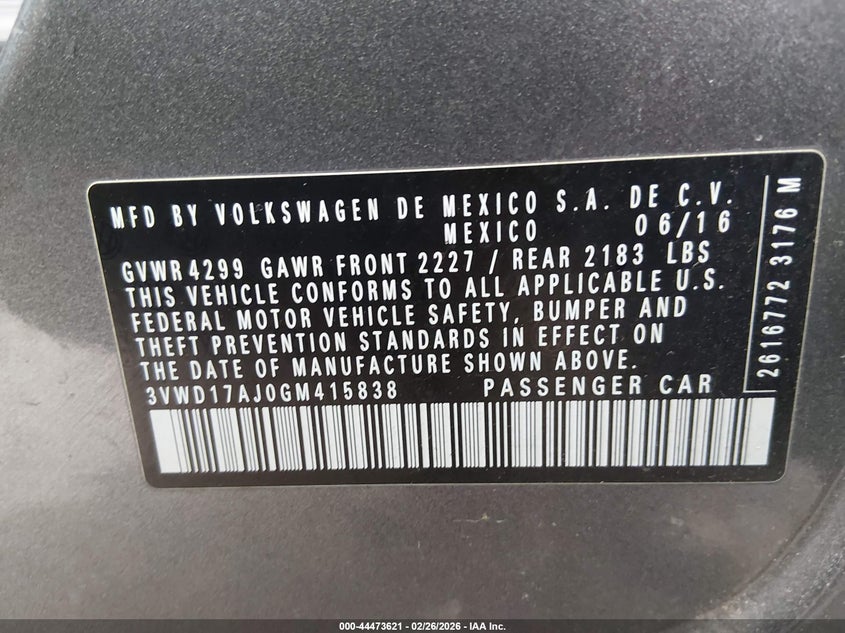 MFD BY VOLKSWAGEN DE MEXICO S.A. DE C.V.
MEXICO 06/16
GVWR 4299 GAWR FRONT 2227 / REAR 2183 LBS
THIS VEHICLE CONFORMS TO ALL APPLICABLE U.S.
FEDERAL MOTOR VEHICLE SAFETY, BUMPER AND
THEFT PREVENTION STANDARDS IN EFFECT ON
THE DATE OF MANUFACTURE SHOWN ABOVE.
3VWD17AJ0GM415838 PASSENGER CAR
2616772 3176 M
000-44473621 | 02/26/2026 - IAA Inc.